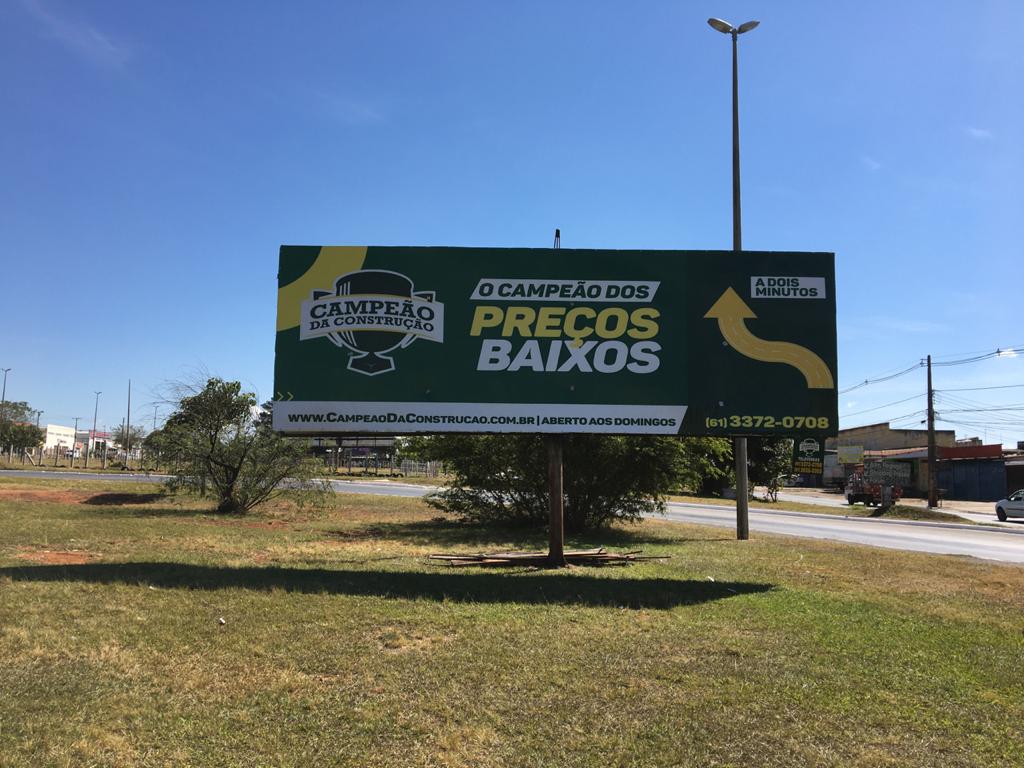 CAMPEÃO
DA CONSTRUÇÃO
O CAMPEÃO DOS
PREÇOS
BAIXOS
A DOIS
MINUTOS
WWW.CAMPEAODACONSTRUCAO.COM.BR | ABERTO AOS DOMINGOS
(61) 3372-0708